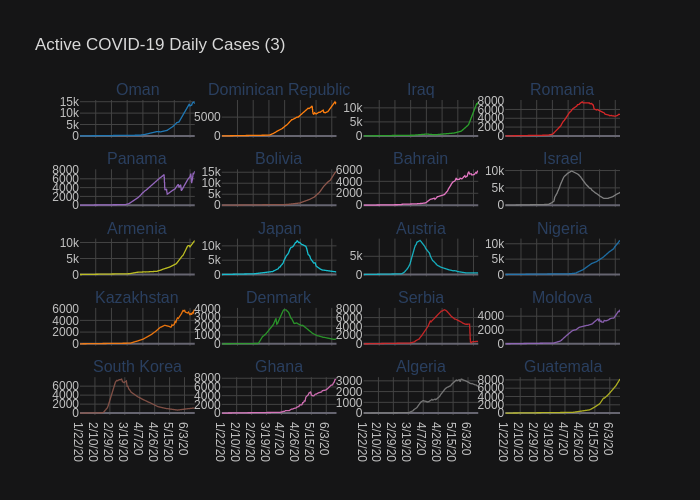 Active COVID-19 Daily Cases (3)
Oman Dominican Republic Iraq Romania
15k 10k 5k 0
5000 0
10k 5k 0
8000 6000 4000 2000 0
Panama Bolivia Bahrain Israel
8000 6000 4000 2000 0
15k 10k 5k 0
6000 4000 2000 0
10k 5k 0
Armenia Japan Austria Nigeria
10k 5k 0
10k 5k 0
5k 0
10k 5k 0
Kazakhstan Denmark Serbia Moldova
6000 4000 2000 0
4000 3000 2000 1000 0
8000 6000 4000 2000 0
4000 2000 0
South Korea Ghana Algeria Guatemala
6000 4000 2000 0
8000 6000 4000 2000 0
3000 2000 1000 0
8000 6000 4000 2000 0
1/22/20 2/10/20 2/29/20 3/19/20 4/7/20 4/26/20 5/15/20 6/3/20
1/22/20 2/10/20 2/29/20 3/19/20 4/7/20 4/26/20 5/15/20 6/3/20
1/22/20 2/10/20 2/29/20 3/19/20 4/7/20 4/26/20 5/15/20 6/3/20
1/22/20 2/10/20 2/29/20 3/19/20 4/7/20 4/26/20 5/15/20 6/3/20